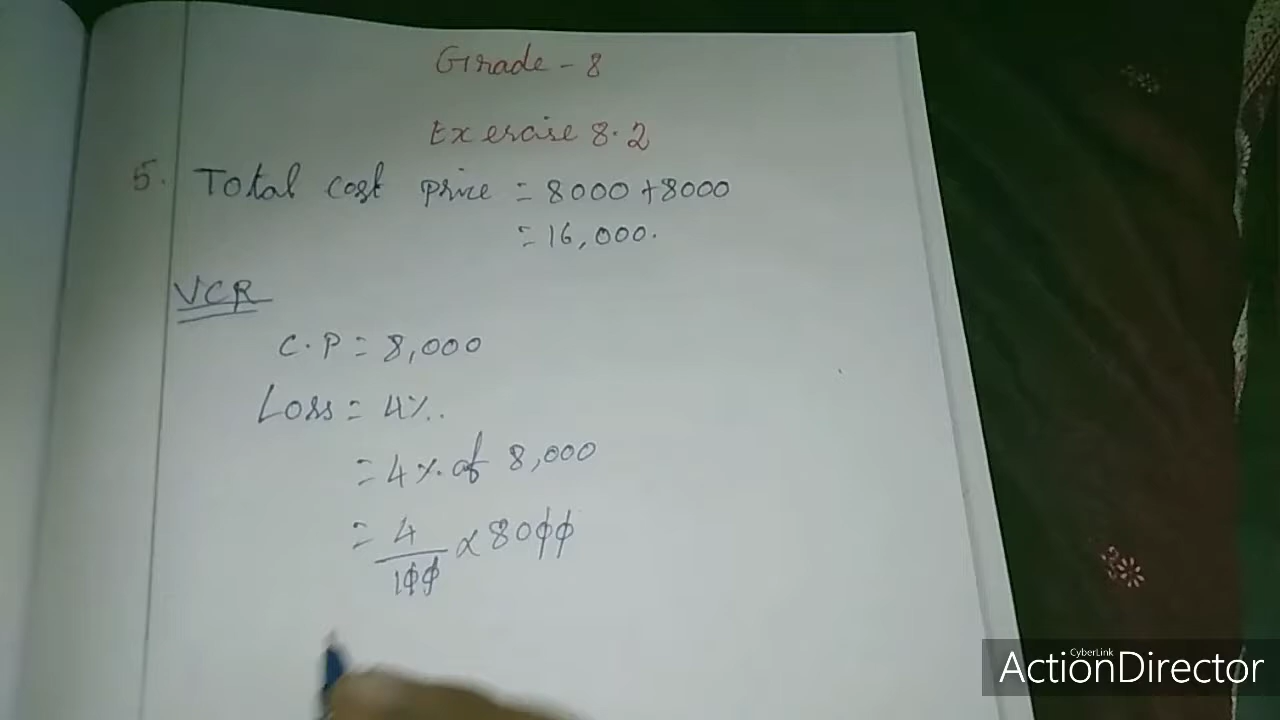 Grade - 8
Exercise 8.2
5. Total cost price = 8000 + 8000
= 16,000.
VCR
C.P = 8,000
Loss = 4%.
= 4% of 8,000
= 4/100 × 8000
CyberLink
ActionDirector